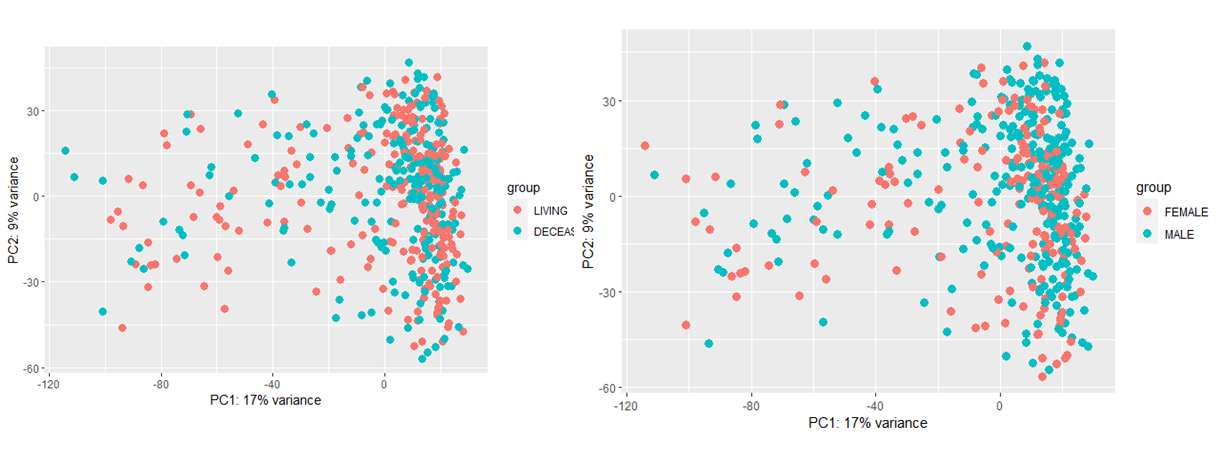 30
0
-30
-60
PC2: 9% variance
-120
-80
-40
0
PC1: 17% variance
group
LIVING
DECEAS
30
0
-30
-60
PC2: 9% variance
-120
-80
-40
0
PC1: 17% variance
group
FEMALE
MALE